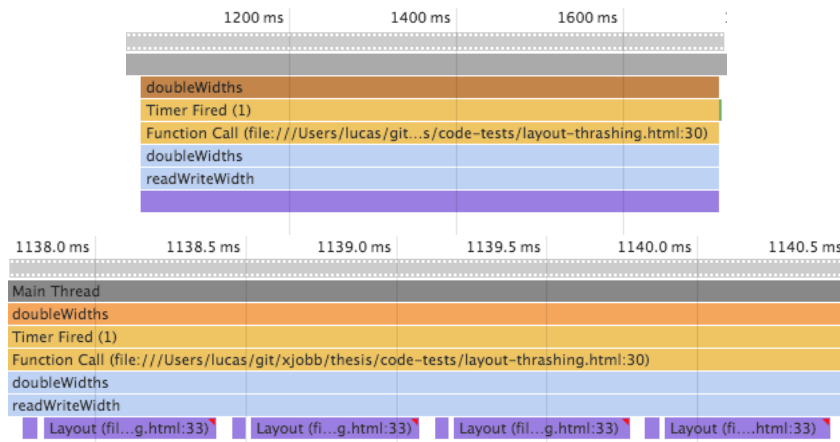 1200 ms 1400 ms 1600 ms
doubleWidths
Timer Fired (1)
Function Call (file:///Users/lucas/git...s/code-tests/layout-thrashing.html:30)
doubleWidths
readWriteWidth
1138.0 ms 1138.5 ms 1139.0 ms 1139.5 ms 1140.0 ms 1140.5 ms
Main Thread
doubleWidths
Timer Fired (1)
Function Call (file:///Users/lucas/git/xjobb/thesis/code-tests/layout-thrashing.html:30)
doubleWidths
readWriteWidth
Layout (fil...g.html:33) Layout (fi...g.html:33) Layout (fil...g.html:33) Layout (fi....html:33)